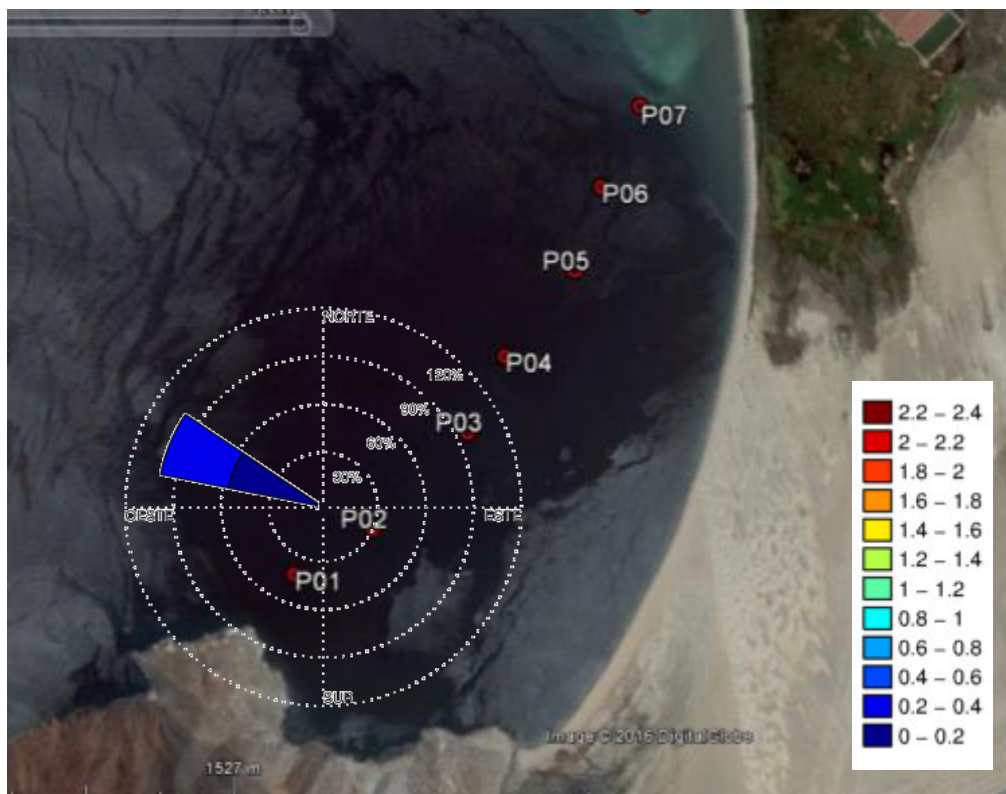 P07
P06
P05
NORTE
P04
120%
90%
P03
60%
30%
OESTE
P02
ESTE
P01
SUR
Image © 2016 DigitalGlobe
1527 m
2.2 – 2.4
2 – 2.2
1.8 – 2
1.6 – 1.8
1.4 – 1.6
1.2 – 1.4
1 – 1.2
0.8 – 1
0.6 – 0.8
0.4 – 0.6
0.2 – 0.4
0 – 0.2